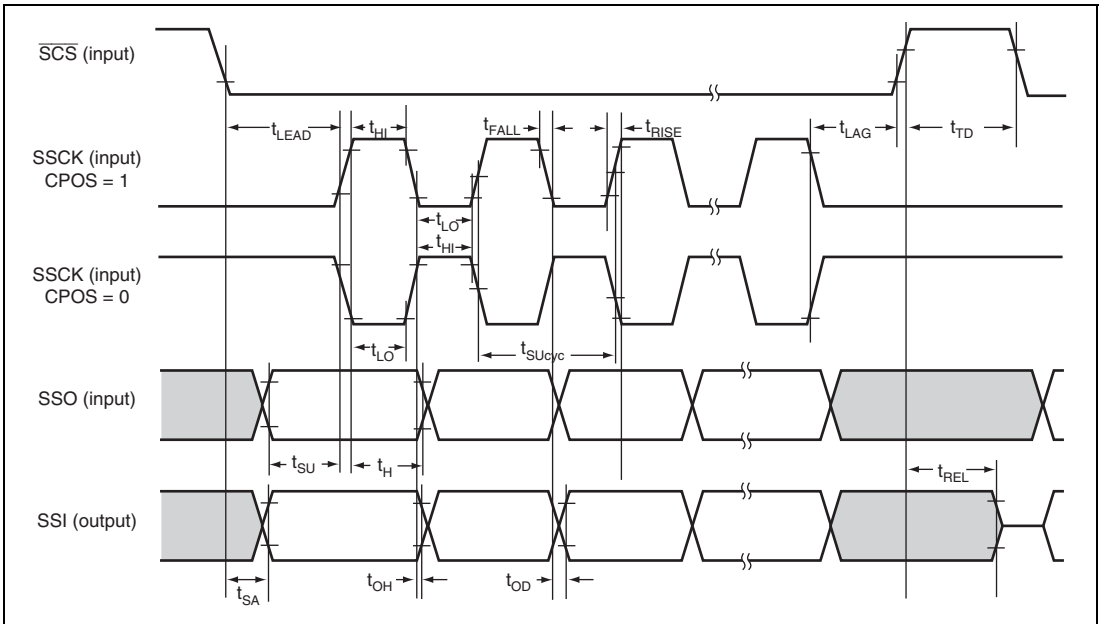 SCS (input)
tLEAD
tHI
tFALL
tRISE
tLAG
tTD
SSCK (input)
CPOS = 1
tLO
tHI
SSCK (input)
CPOS = 0
tLO
tSUcyc
SSO (input)
tSU
tH
tREL
SSI (output)
tSA
tOH
tOD